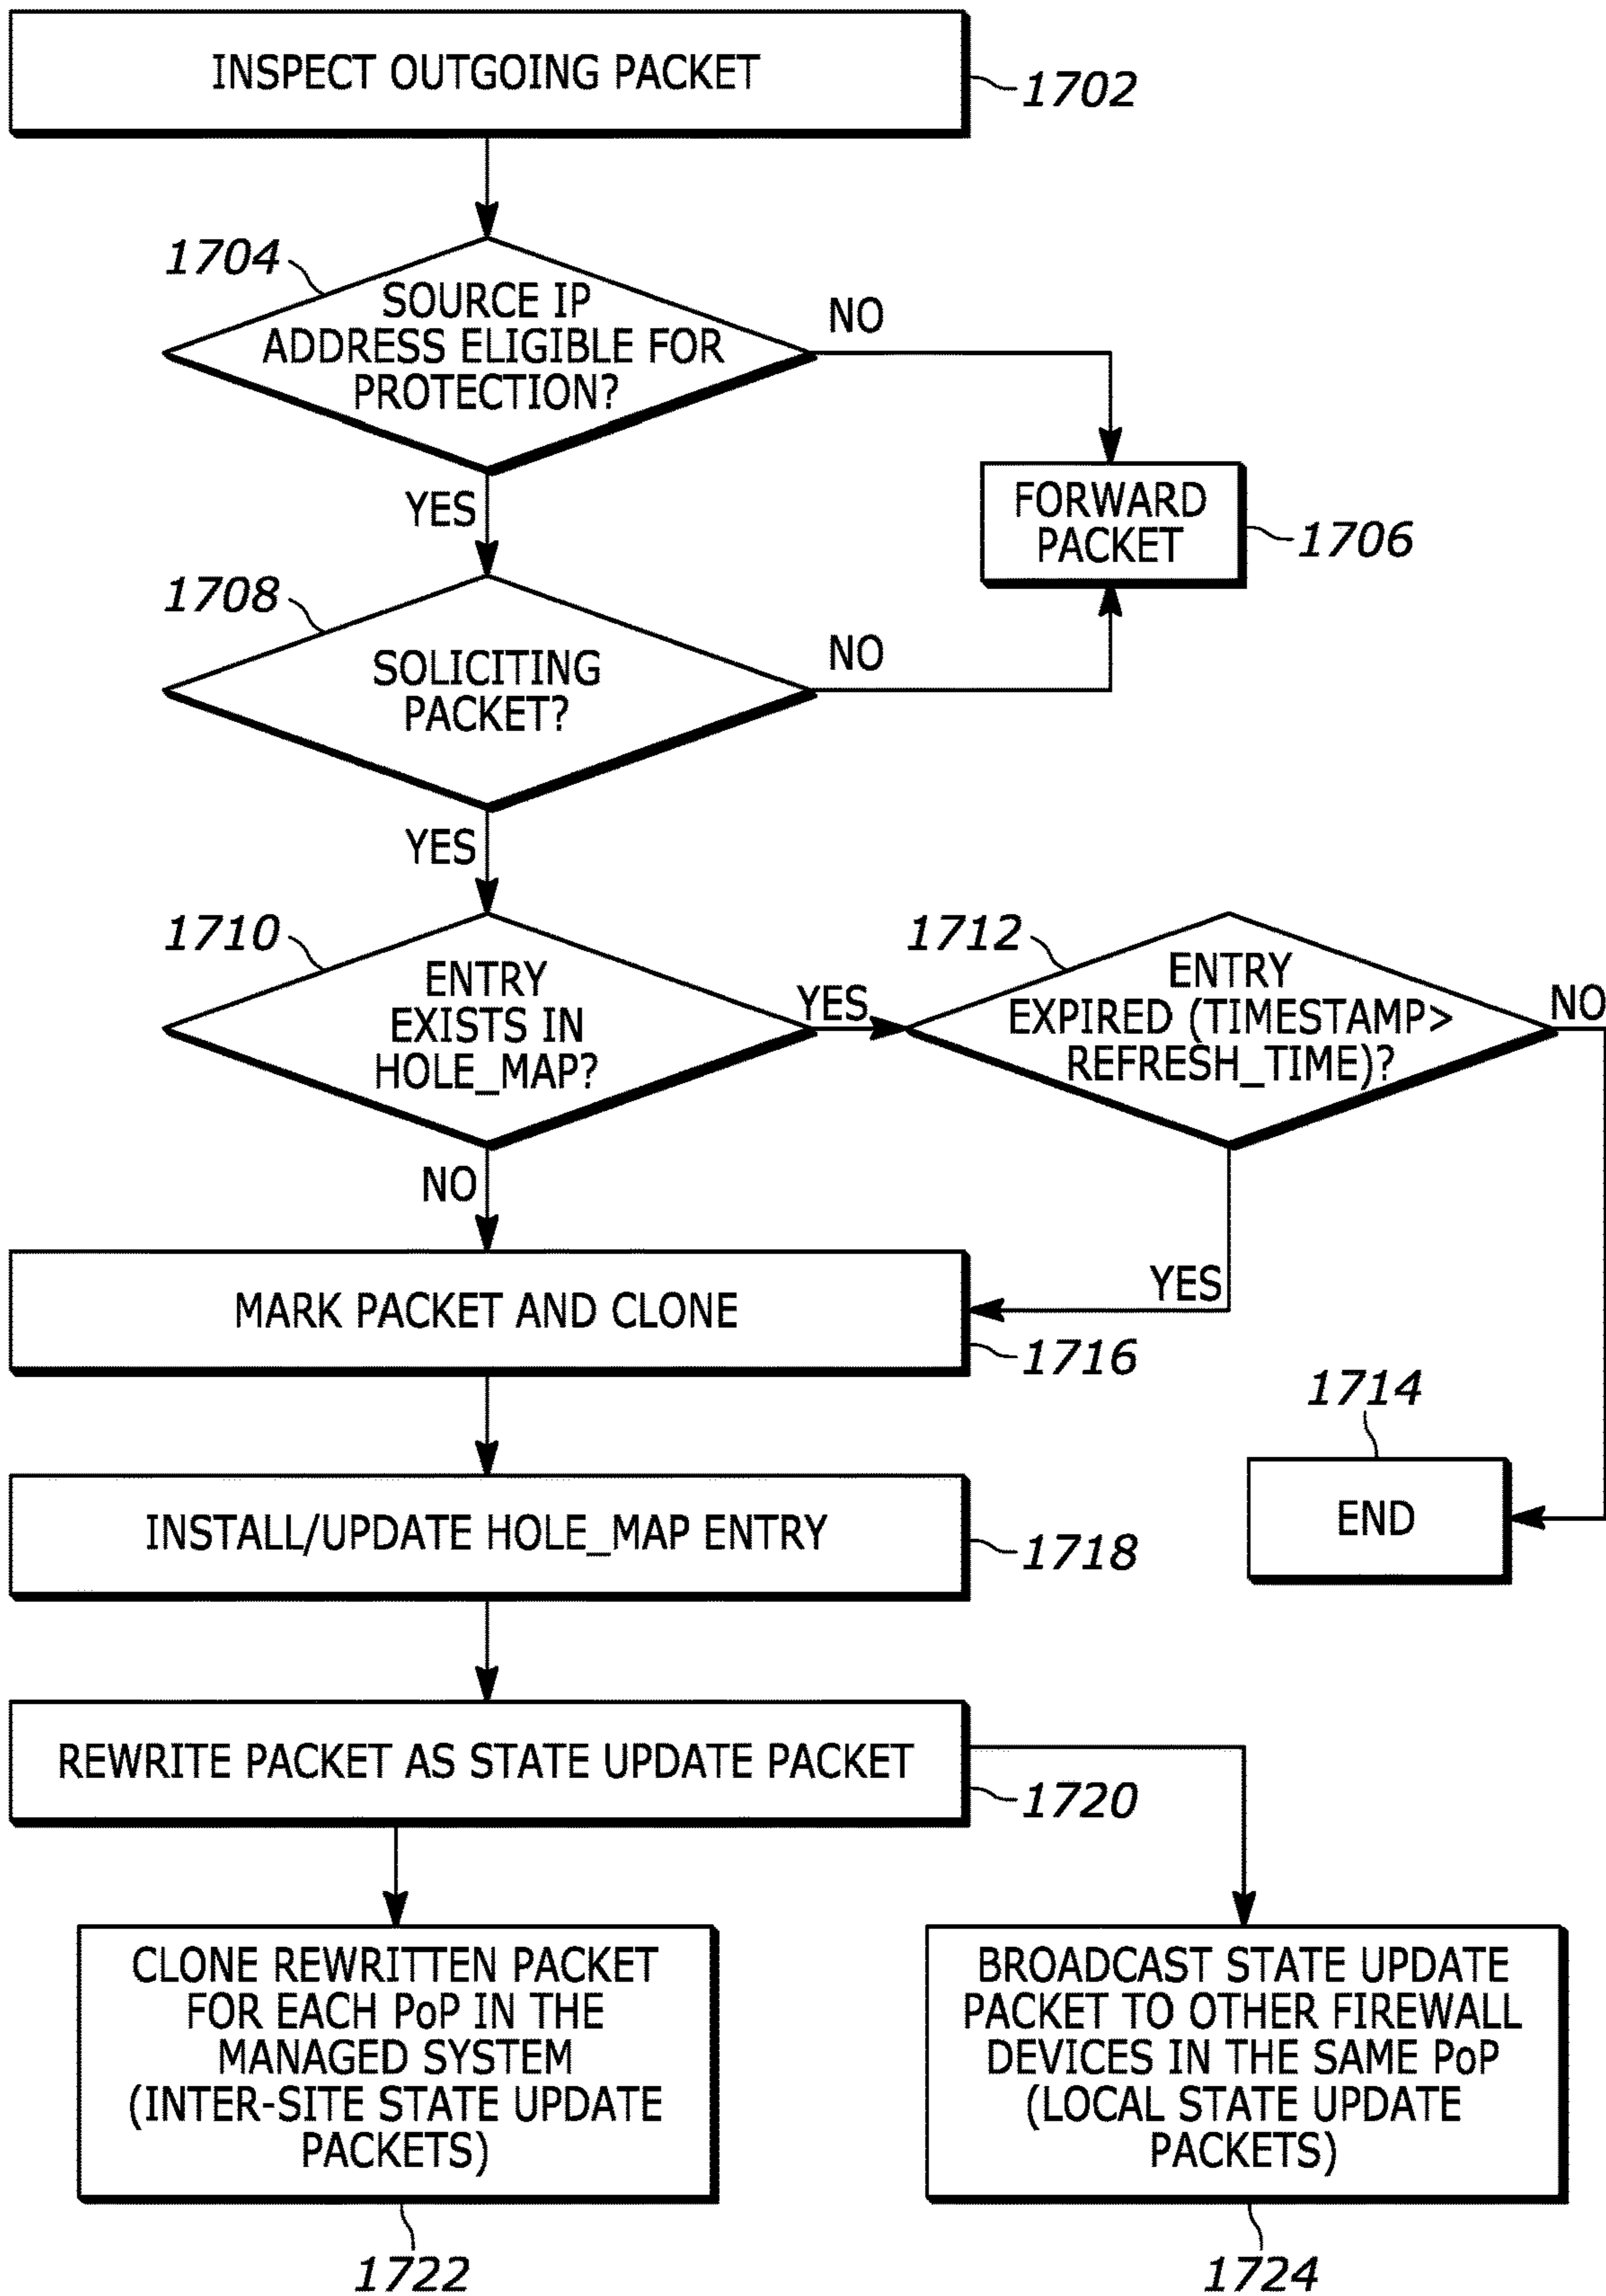 INSPECT OUTGOING PACKET
1702
1704
SOURCE IP
ADDRESS ELIGIBLE FOR
PROTECTION?
NO
YES
FORWARD
PACKET
1706
1708
SOLICITING
PACKET?
NO
YES
1710
ENTRY
EXISTS IN
HOLE_MAP?
YES
NO
1712
ENTRY
EXPIRED (TIMESTAMP>
REFRESH_TIME)?
NO
YES
MARK PACKET AND CLONE
1716
1714
END
INSTALL/UPDATE HOLE_MAP ENTRY
1718
REWRITE PACKET AS STATE UPDATE PACKET
1720
CLONE REWRITTEN PACKET
FOR EACH PoP IN THE
MANAGED SYSTEM
(INTER-SITE STATE UPDATE
PACKETS)
1722
BROADCAST STATE UPDATE
PACKET TO OTHER FIREWALL
DEVICES IN THE SAME PoP
(LOCAL STATE UPDATE
PACKETS)
1724